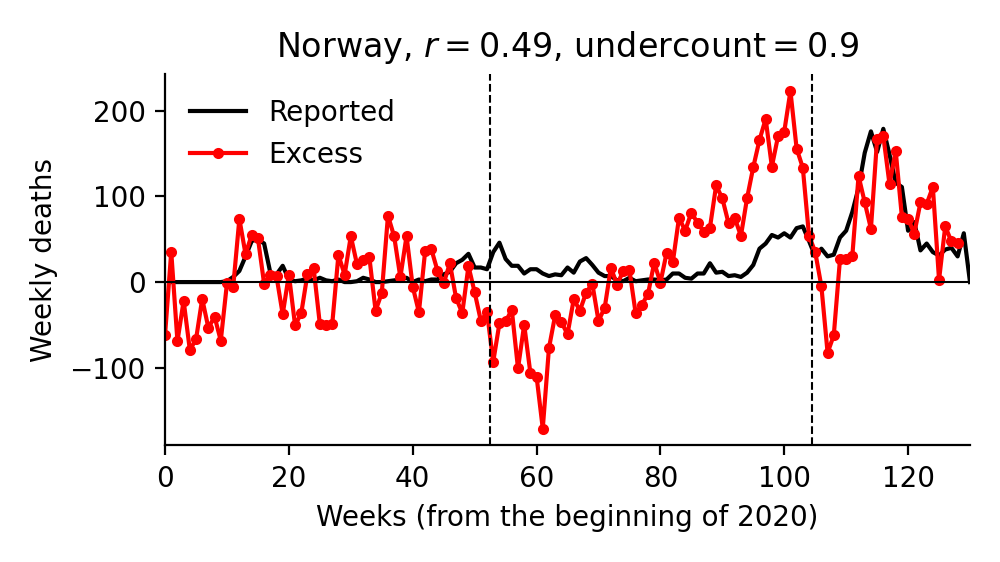 Norway, r = 0.49, undercount = 0.9
Reported
Excess
Weekly deaths
200
100
0
−100
0 20 40 60 80 100 120
Weeks (from the beginning of 2020)